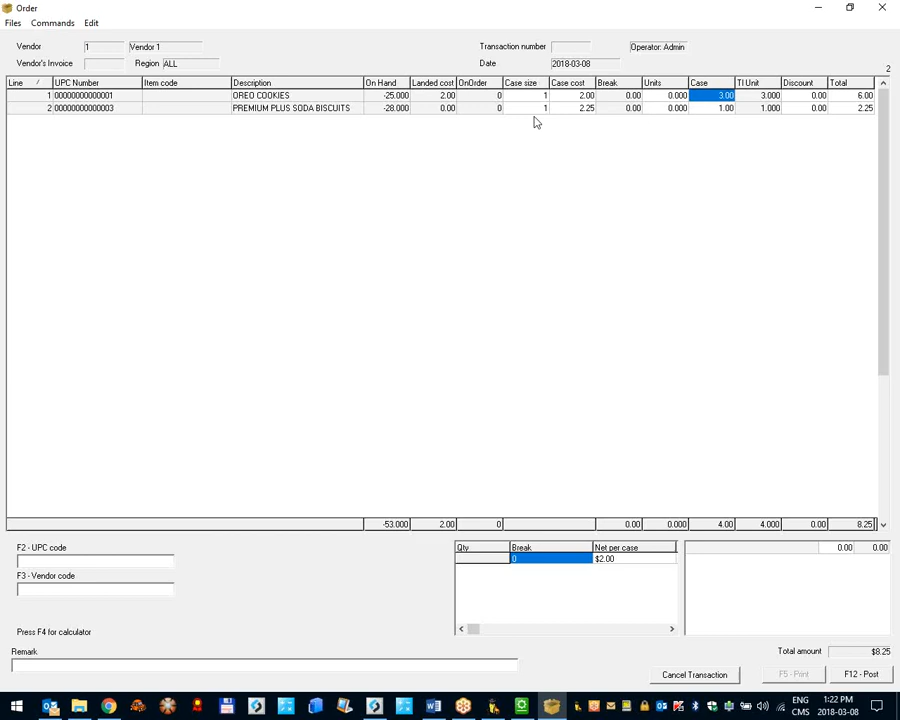 Order
Files Commands Edit
Vendor 1 Vendor 1 Transaction number Operator: Admin
Vendor's Invoice Region ALL Date 2018-03-08
2
Line / UPC Number Item code Description On Hand Landed cost OnOrder Case size Case cost Break Units Case Tl Unit Discount Total
1 00000000000001 OREO COOKIES -25.000 2.00 0 1 2.00 0.00 0.000 3.00 3.000 0.00 6.00
2 00000000000003 PREMIUM PLUS SODA BISCUITS -28.000 0.00 0 1 2.25 0.00 0.000 1.00 1.000 0.00 2.25
-53.000 2.00 0 0.00 0.000 4.00 4.000 0.00 8.25
F2 - UPC code
F3 - Vendor code
Qty Break Net per case
0 $2.00
0.00 0.00
Press F4 for calculator
Remark
Total amount $8.25
Cancel Transaction F5 - Print F12 - Post
ENG 1:22 PM
CMS 2018-03-08